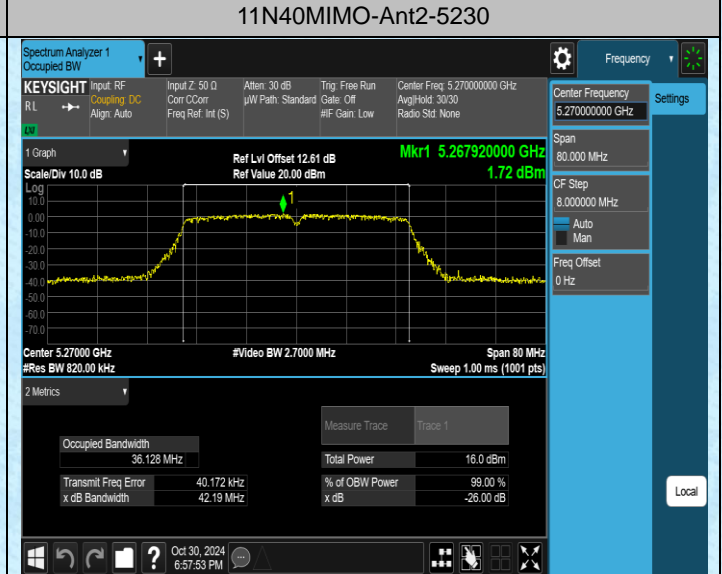 11N40MIMO-Ant2-5230
Spectrum Analyzer 1
Occupied BW
+
Frequency
KEYSIGHT
RL
Input: RF
Coupling: DC
Align: Auto
Input Z: 50 Ω
Corr CCorr
Freq Ref: Int (S)
Atten: 30 dB
µW Path: Standard
Trig: Free Run
Gate: Off
#IF Gain: Low
Center Freq: 5.270000000 GHz
Avg|Hold: 30/30
Radio Std: None
Center Frequency
5.270000000 GHz
Settings
Span
80.000 MHz
CF Step
8.000000 MHz
Auto
Man
Freq Offset
0 Hz
1 Graph
Scale/Div 10.0 dB
Ref Lvl Offset 12.61 dB
Ref Value 20.00 dBm
Mkr1 5.267920000 GHz
1.72 dBm
Log
10.0
0.00
-10.0
-20.0
-30.0
-40.0
-50.0
-60.0
-70.0
1
Center 5.27000 GHz
#Video BW 2.7000 MHz
Span 80 MHz
#Res BW 820.00 kHz
Sweep 1.00 ms (1001 pts)
2 Metrics
Measure Trace Trace 1
Occupied Bandwidth
36.128 MHz
Total Power 16.0 dBm
Transmit Freq Error 40.172 kHz
% of OBW Power 99.00 %
x dB Bandwidth 42.19 MHz
x dB -26.00 dB
Local
?
Oct 30, 2024
6:57:53 PM